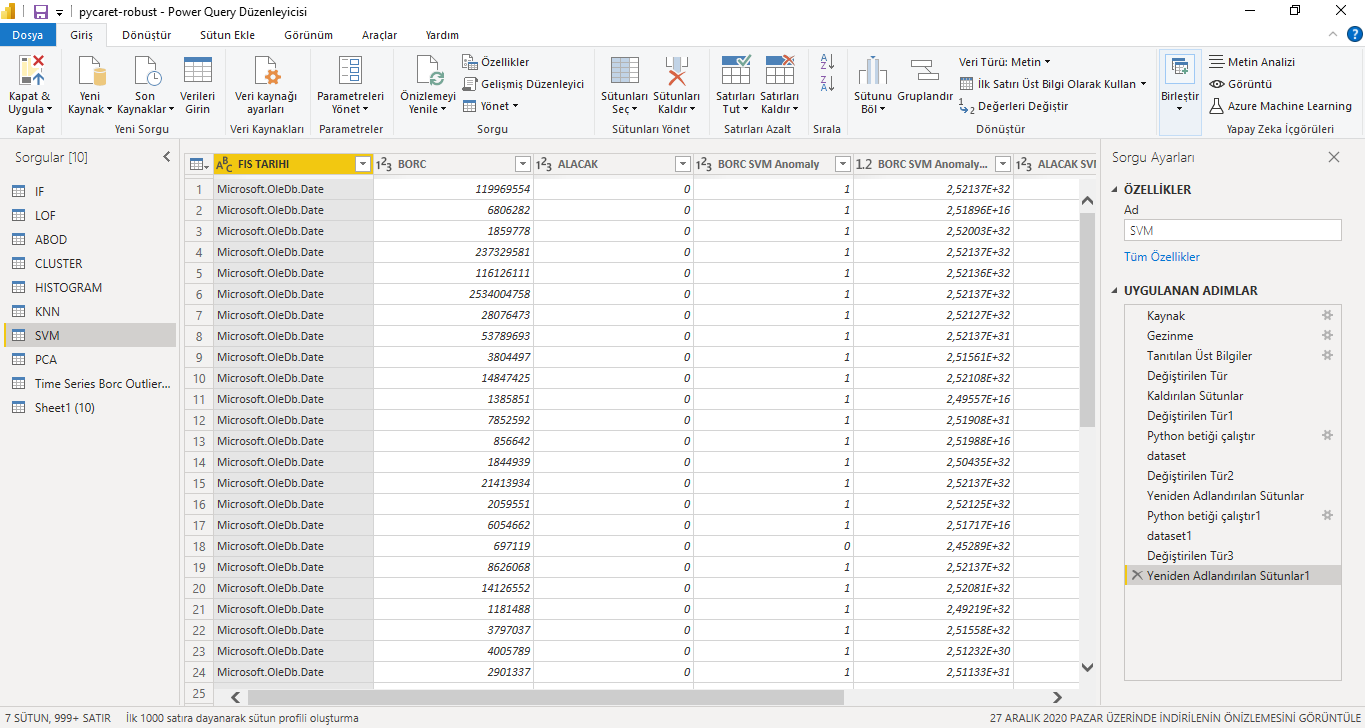 pycaret-robust - Power Query Düzenleyicisi
Dosya Giriş Dönüştür Sütun Ekle Görünüm Araçlar Yardım
Kapat & Uygula
Kapat
Yeni Kaynak
Son Kaynaklar
Verileri Girin
Yeni Sorgu
Veri kaynağı ayarları
Veri Kaynakları
Parametreleri Yönet
Parametreler
Önizlemeyi Yenile
Özellikler
Gelişmiş Düzenleyici
Yönet
Sorgu
Sütunları Seç
Sütunları Kaldır
Sütunları Yönet
Satırları Tut
Satırları Kaldır
Satırları Azalt
Sırala
Sütunu Böl
Gruplandır
Veri Türü: Metin
İlk Satırı Üst Bilgi Olarak Kullan
Değerleri Değiştir
Dönüştür
Birleştir
Metin Analizi
Görüntü
Azure Machine Learning
Yapay Zeka İçgörüleri
Sorgular [10]
IF
LOF
ABOD
CLUSTER
HISTOGRAM
KNN
SVM
PCA
Time Series Borc Outlier...
Sheet1 (10)
ABC FIS TARIHI 123 BORC 123 ALACAK 123 BORC SVM Anomaly 1.2 BORC SVM Anomaly... 123 ALACAK SVM
1 Microsoft.OleDb.Date 119969554 0 1 2,52137E+32
2 Microsoft.OleDb.Date 6806282 0 1 2,51896E+16
3 Microsoft.OleDb.Date 1859778 0 1 2,52003E+32
4 Microsoft.OleDb.Date 237329581 0 1 2,52137E+32
5 Microsoft.OleDb.Date 116126111 0 1 2,52136E+32
6 Microsoft.OleDb.Date 2534004758 0 1 2,52137E+32
7 Microsoft.OleDb.Date 28076473 0 1 2,52127E+32
8 Microsoft.OleDb.Date 53789693 0 1 2,52137E+31
9 Microsoft.OleDb.Date 3804497 0 1 2,51561E+32
10 Microsoft.OleDb.Date 14847425 0 1 2,52108E+32
11 Microsoft.OleDb.Date 1385851 0 1 2,49557E+16
12 Microsoft.OleDb.Date 7852592 0 1 2,51908E+31
13 Microsoft.OleDb.Date 856642 0 1 2,51988E+16
14 Microsoft.OleDb.Date 1844939 0 1 2,50435E+32
15 Microsoft.OleDb.Date 21413934 0 1 2,52137E+32
16 Microsoft.OleDb.Date 2059551 0 1 2,52125E+32
17 Microsoft.OleDb.Date 6054662 0 1 2,51717E+16
18 Microsoft.OleDb.Date 697119 0 0 2,45289E+32
19 Microsoft.OleDb.Date 8626068 0 1 2,52137E+32
20 Microsoft.OleDb.Date 14126552 0 1 2,52081E+32
21 Microsoft.OleDb.Date 1181488 0 1 2,49219E+32
22 Microsoft.OleDb.Date 3797037 0 1 2,51558E+32
23 Microsoft.OleDb.Date 4005789 0 1 2,51232E+30
24 Microsoft.OleDb.Date 2901337 0 1 2,51133E+31
25
Sorgu Ayarları
ÖZELLİKLER
Ad
SVM
Tüm Özellikler
UYGULANAN ADIMLAR
Kaynak
Gezinme
Tanıtılan Üst Bilgiler
Değiştirilen Tür
Kaldırılan Sütunlar
Değiştirilen Tür1
Python betiği çalıştır
dataset
Değiştirilen Tür2
Yeniden Adlandırılan Sütunlar
Python betiği çalıştır1
dataset1
Değiştirilen Tür3
Yeniden Adlandırılan Sütunlar1
7 SÜTUN, 999+ SATIR İlk 1000 satıra dayanarak sütun profili oluşturma
27 ARALIK 2020 PAZAR ÜZERİNDE İNDİRİLENİN ÖNİZLEMESİNİ GÖRÜNTÜLE